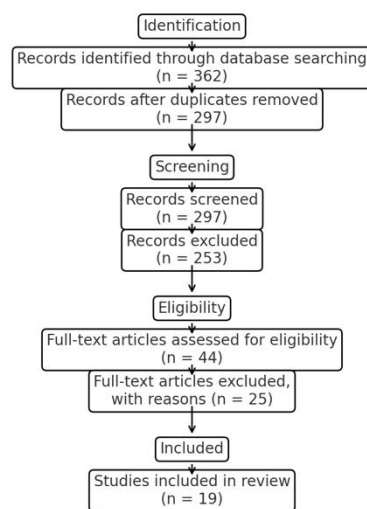 Identification
Records identified through database searching
(n = 362)
Records after duplicates removed
(n = 297)
Screening
Records screened
(n = 297)
Records excluded
(n = 253)
Eligibility
Full-text articles assessed for eligibility
(n = 44)
Full-text articles excluded,
with reasons (n = 25)
Included
Studies included in review
(n = 19)